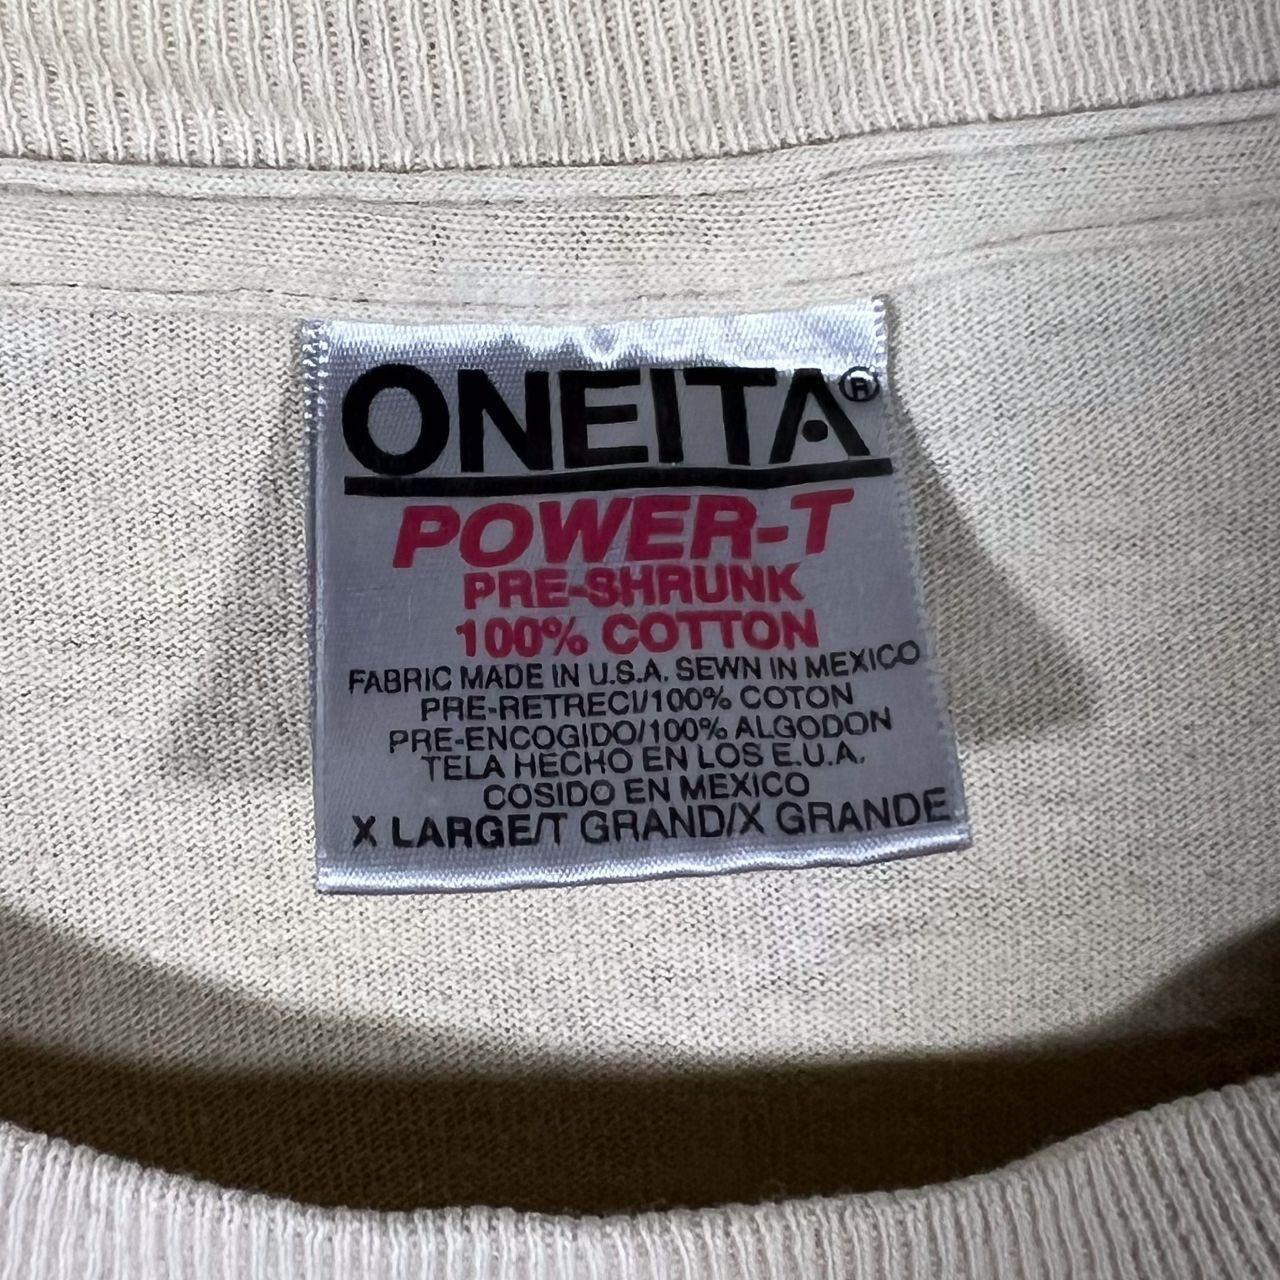 ONEITA®
POWER-T
PRE-SHRUNK
100% COTTON
FABRIC MADE IN U.S.A. SEWN IN MEXICO
PRE-RETRECI/100% COTON
PRE-ENCOGIDO/100% ALGODON
TELA HECHO EN LOS E.U.A.
COSIDO EN MEXICO
X LARGE/T GRAND/X GRANDE